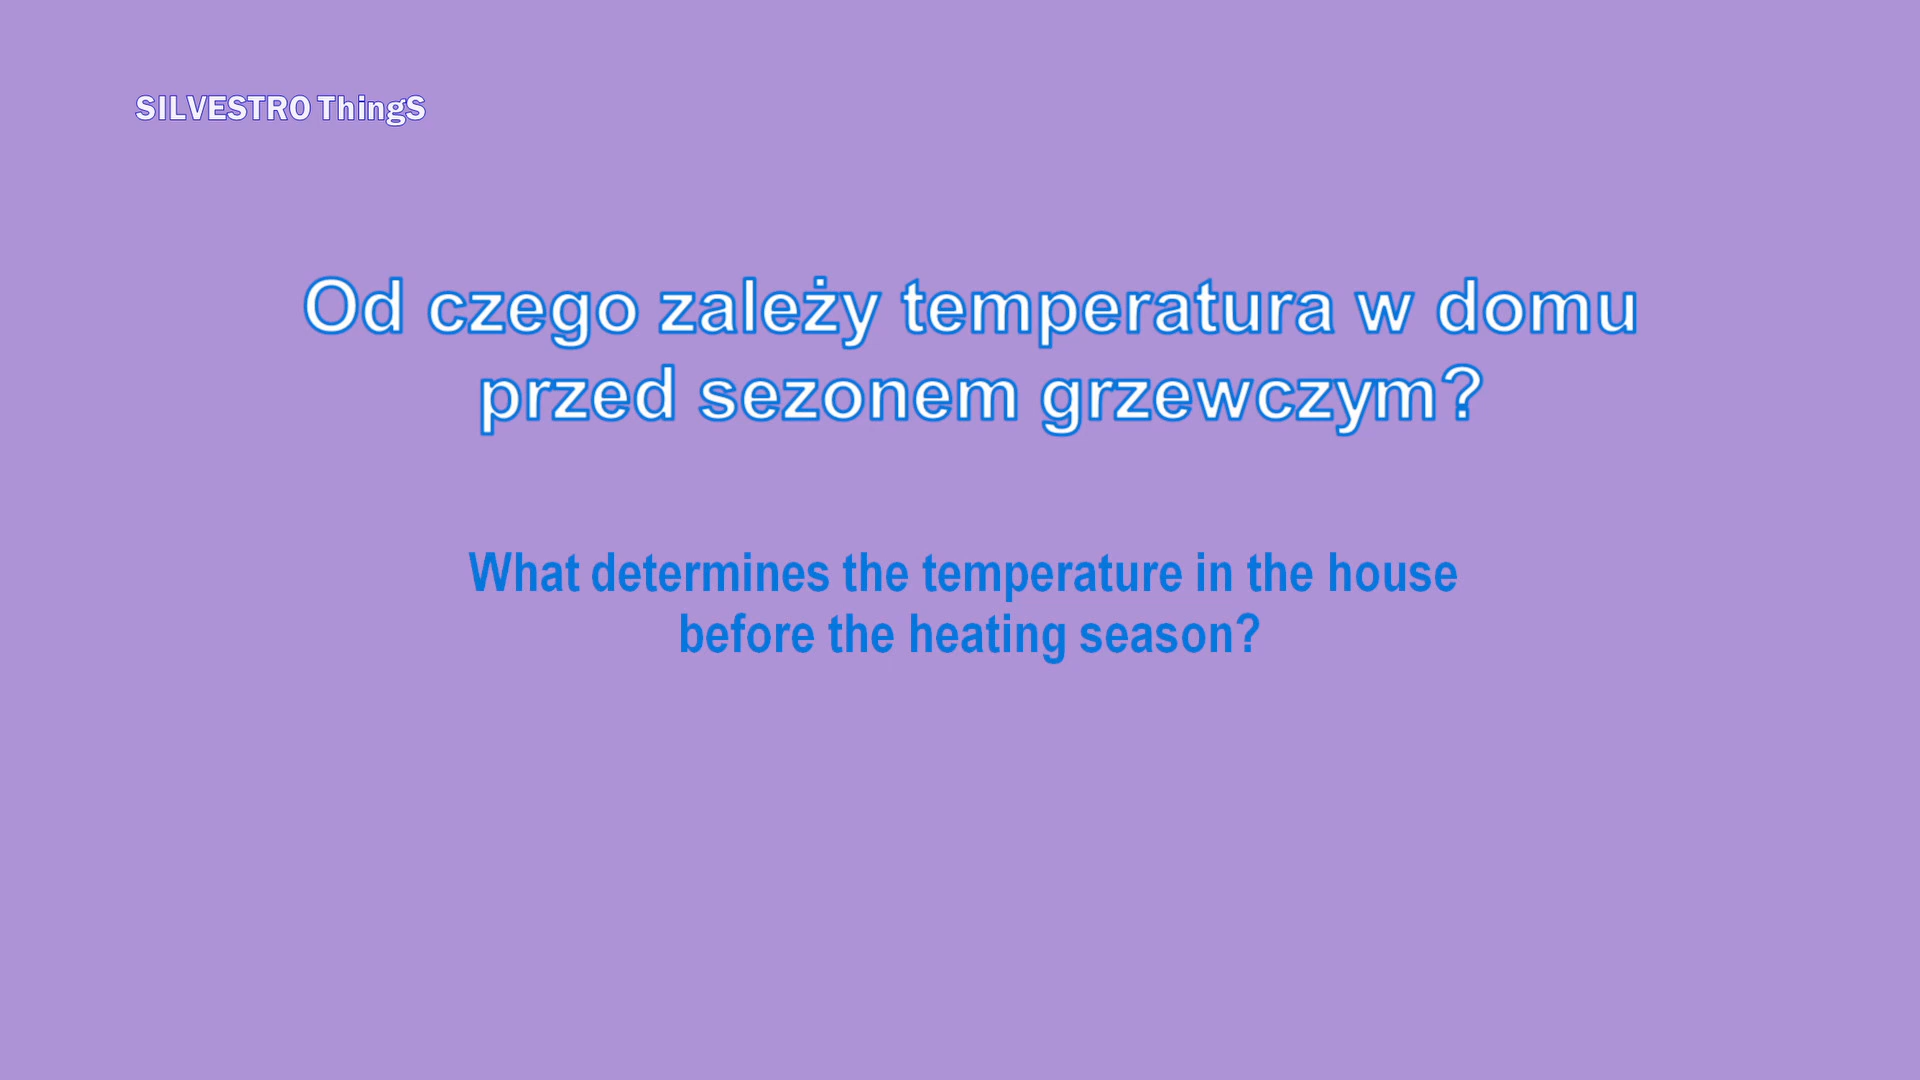 SILVESTRO ThingS
Od czego zależy temperatura w domu
przed sezonem grzewczym?
What determines the temperature in the house
before the heating season?